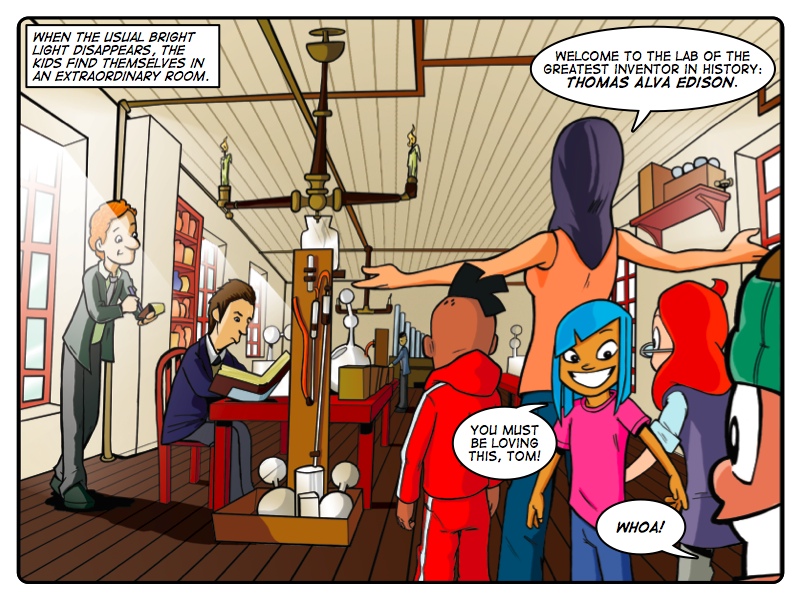 WHEN THE USUAL BRIGHT
LIGHT DISAPPEARS, THE
KIDS FIND THEMSELVES IN
AN EXTRAORDINARY ROOM.
WELCOME TO THE LAB OF THE
GREATEST INVENTOR IN HISTORY:
THOMAS ALVA EDISON.
YOU MUST
BE LOVING
THIS, TOM!
WHOA!